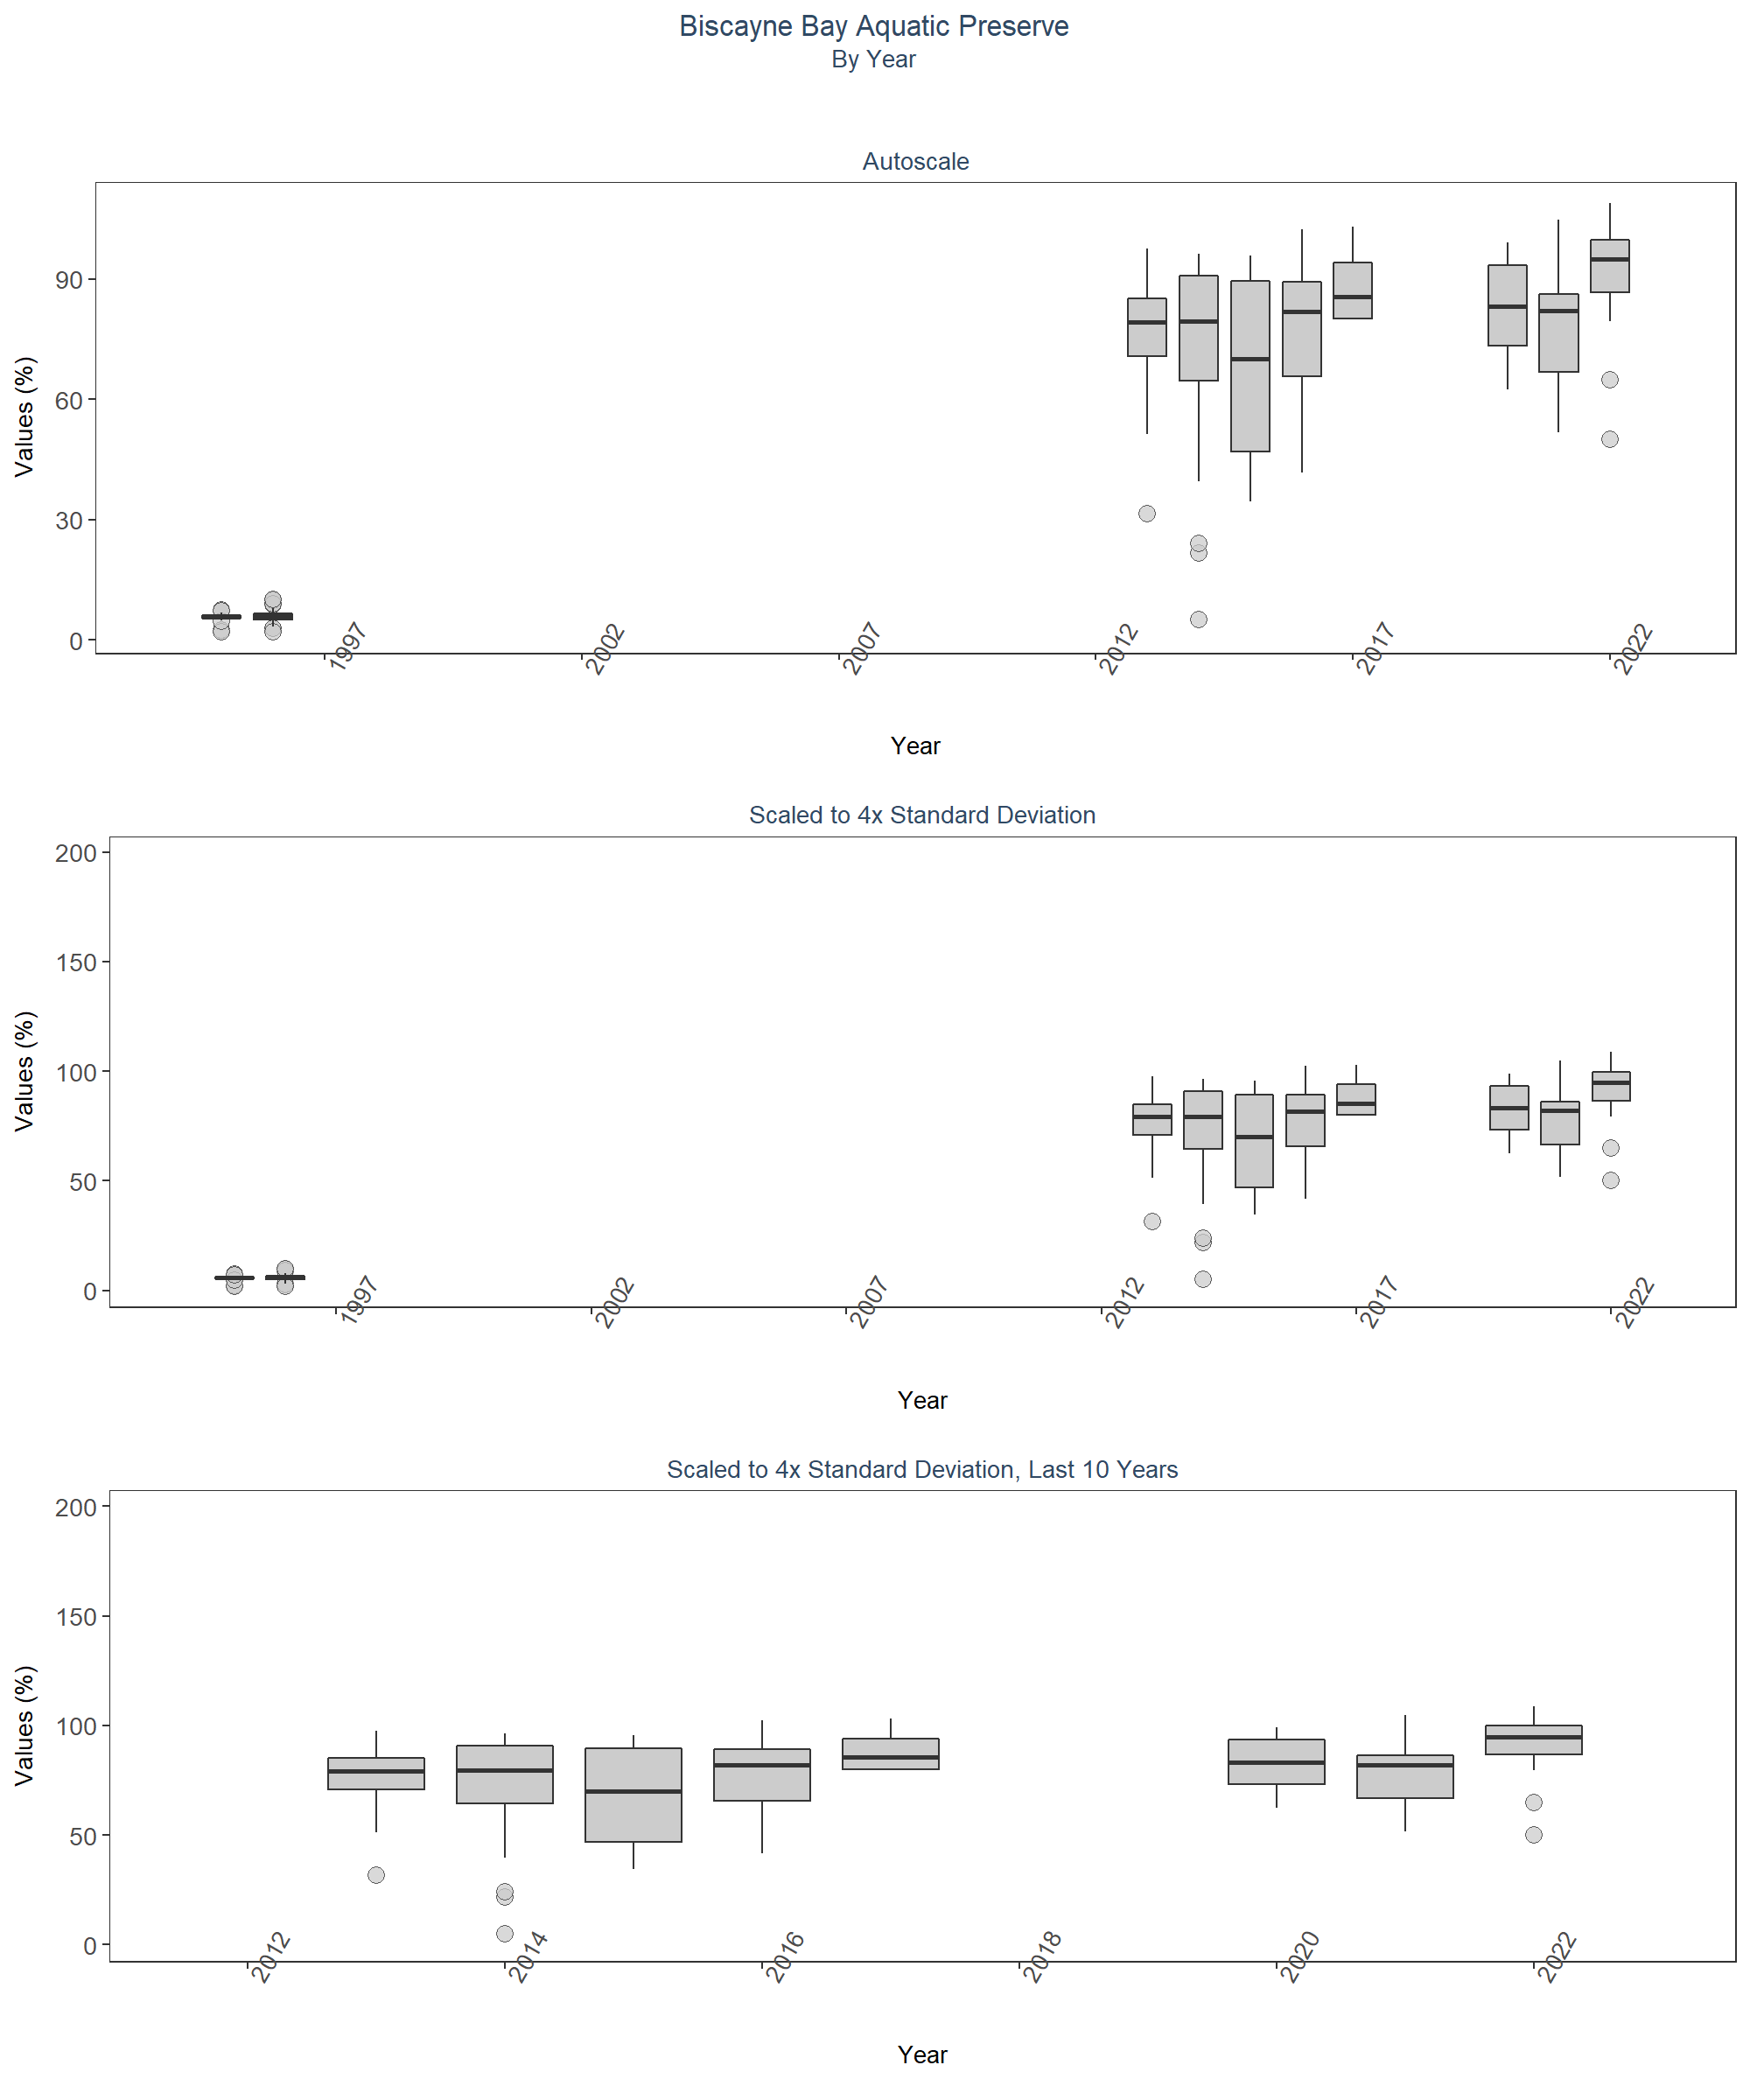 Biscayne Bay Aquatic Preserve
By Year
Autoscale
Values (%)
90
60
30
0
1997
2002
2007
2012
2017
2022
Year
Scaled to 4x Standard Deviation
Values (%)
200
150
100
50
0
1997
2002
2007
2012
2017
2022
Year
Scaled to 4x Standard Deviation, Last 10 Years
Values (%)
200
150
100
50
0
2012
2014
2016
2018
2020
2022
Year